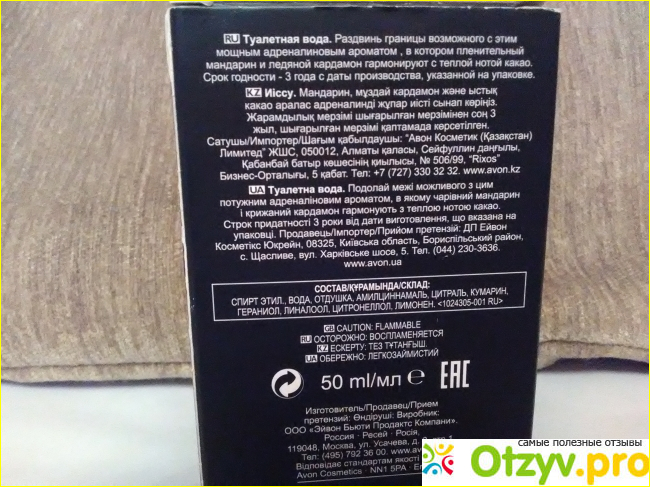 RU Туалетная вода. Раздвинь границы возможного с этим
мощным адреналиновым ароматом , в котором пленительный
мандарин и ледяной кардамон гармонируют с теплой нотой какао.
Срок годности - 3 года с даты производства, указанной на упаковке.
KZ Иіссу. Мандарин, мұздай кардамон және ыстық
какао аралас адреналинді жұпар иісті сынап көріңіз.
Жарамдылық мерзімі шығарылған мерзімінен соң 3
жыл, шығарылған мерзімі қаптамада көрсетілген.
Сатушы/Импортер/Шағым қабылдаушы: “Авон Косметик (Қазақстан)
Лимитед” ЖШС, 050012, Алматы қаласы, Сейфуллин даңғылы,
Қабанбай батыр көшесінің қиылысы, № 506/99, “Rixos”
Бизнес-Орталығы, 5 қабат. Тел: +7 (727) 330 32 32. www.avon.kz
UA Туалетна вода. Подолай межі можливого з цим
потужним адреналіновим ароматом, в якому чарівний мандарин
і крижаний кардамон гармонують з теплою нотою какао.
Строк придатності 3 роки від дати виготовлення, що вказана на
упаковці. Продавець/Імпортер/Прийом претензій: ДП Ейвон
Косметікс Юкрейн, 08325, Київська область, Бориспільський район,
с. Щасливе, вул. Харківське шосе, 5. Тел. (044) 230-3636.
www.avon.ua
СОСТАВ/ҚҰРАМЫНДА/СКЛАД:
СПИРТ ЭТИЛ., ВОДА, ОТДУШКА, АМИЛЦИННАМАЛЬ, ЦИТРАЛЬ, КУМАРИН,
ГЕРАНИОЛ, ЛИНАЛООЛ, ЦИТРОНЕЛЛОЛ, ЛИМОНЕН. <1024305-001 RU>
GB CAUTION: FLAMMABLE
RU ОСТОРОЖНО: ВОСПЛАМЕНЯЕТСЯ
KZ ЕСКЕРТУ: ТЕЗ ТҰТАНҒЫШ.
UA ОБЕРЕЖНО: ЛЕГКОЗАЙМИСТИЙ
50 ml/мл e EAC
Изготовитель/Продавец/Прием
претензий: Өндіруші: Виробник:
ООО «Эйвон Бьюти Продактс Компани».
Россия - Ресей - Росія.
119048, Москва, ул. Усачева, д.
Тел: (495) 792 36 00. www.av
Відповідає стандартам якості
Avon Cosmetics - NN1 5PA - E
самые полезные отзывы
Otzyv.pro